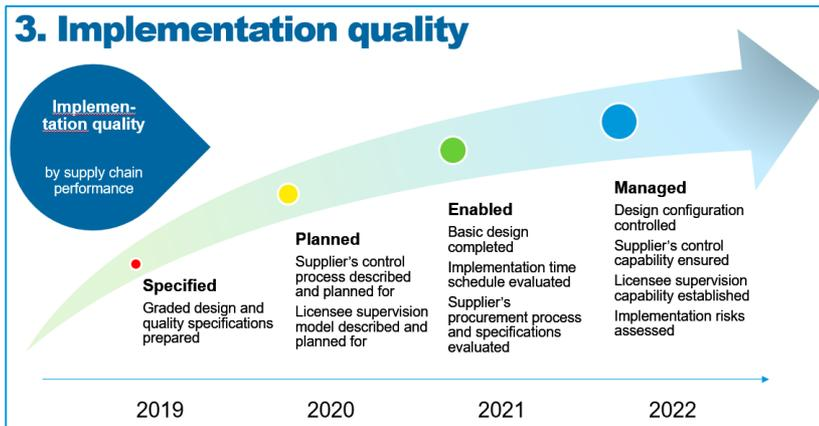 3. Implementation quality
Implemen-
tation quality
by supply chain
performance
Specified
Graded design and
quality specifications
prepared
Planned
Supplier's control
process described
and planned for
Licensee supervision
model described and
planned for
Enabled
Basic design
completed
Implementation time
schedule evaluated
Supplier's
procurement process
and specifications
evaluated
Managed
Design configuration
controlled
Supplier's control
capability ensured
Licensee supervision
capability established
Implementation risks
assessed
2019
2020
2021
2022